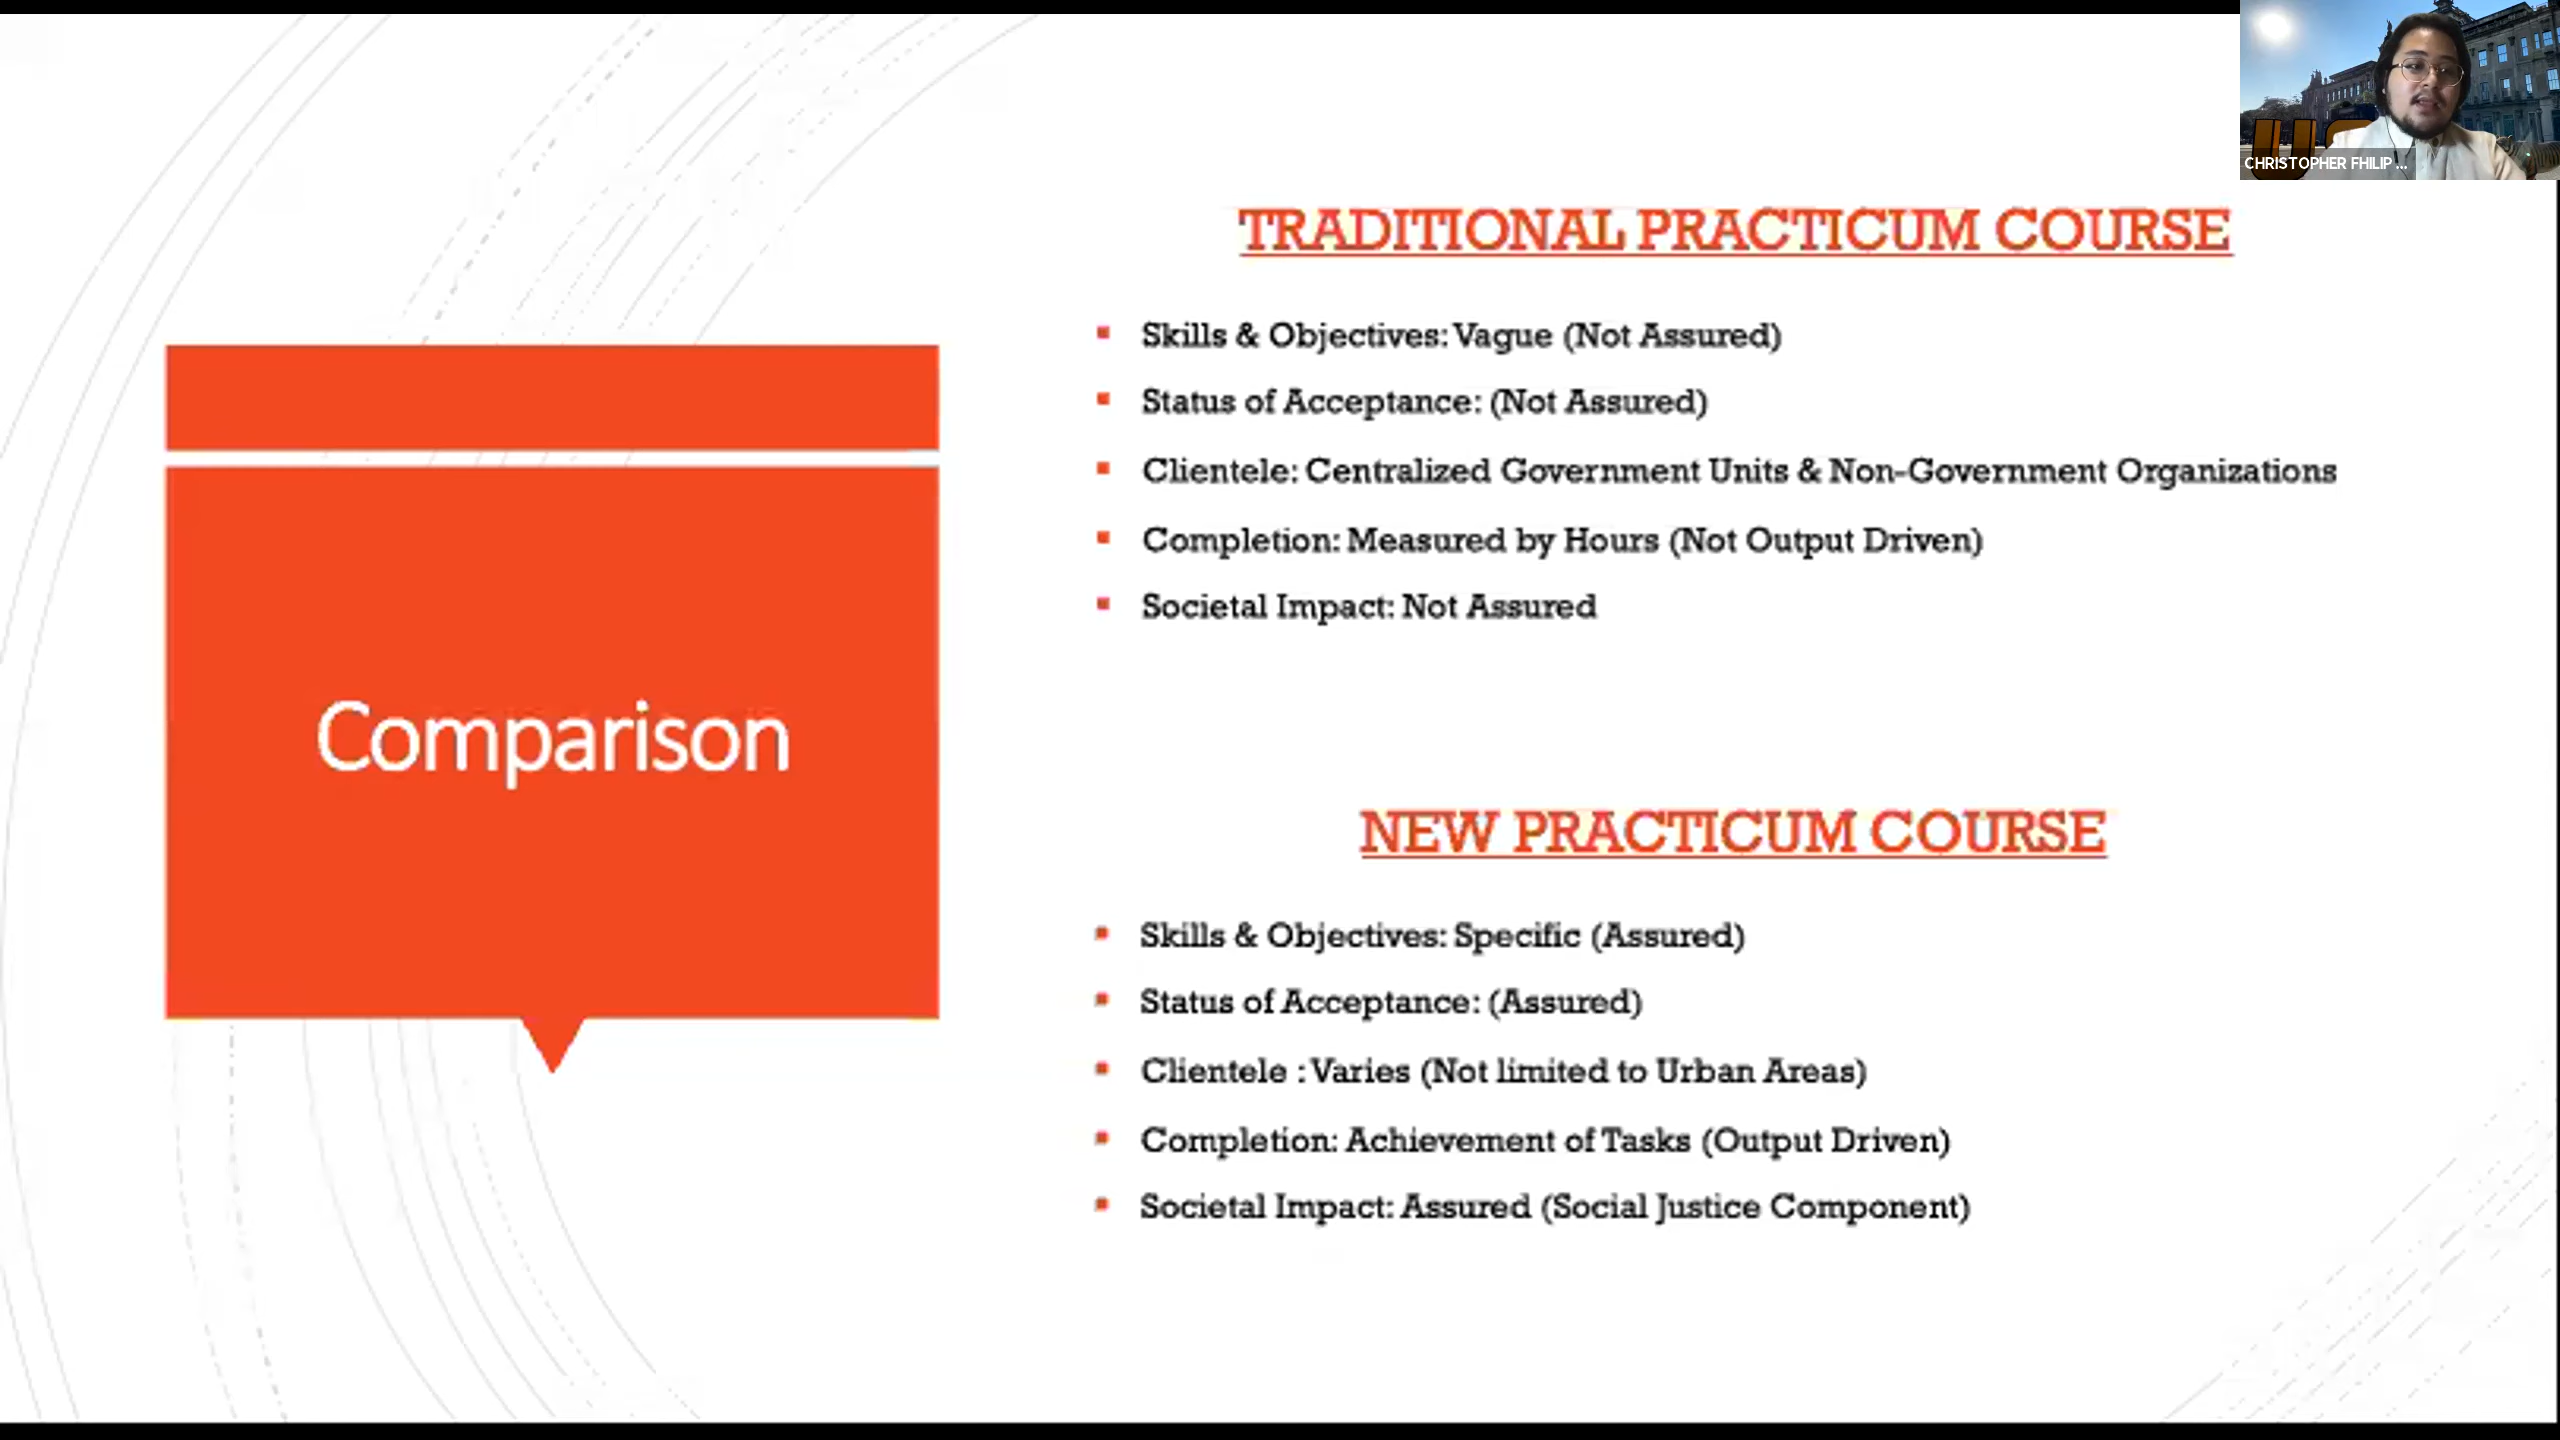 CHRISTOPHER FHILIP ...
TRADITIONAL PRACTICUM COURSE
Skills & Objectives: Vague (Not Assured)
Status of Acceptance: (Not Assured)
Clientele: Centralized Government Units & Non-Government Organizations
Completion: Measured by Hours (Not Output Driven)
Societal Impact: Not Assured
Comparison
NEW PRACTICUM COURSE
Skills & Objectives: Specific (Assured)
Status of Acceptance: (Assured)
Clientele : Varies (Not limited to Urban Areas)
Completion: Achievement of Tasks (Output Driven)
Societal Impact: Assured (Social Justice Component)